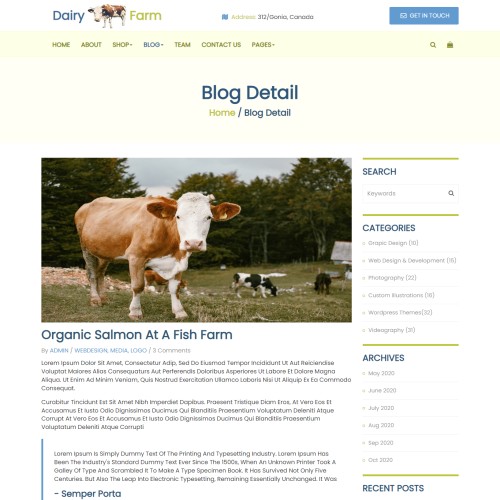 Dairy Farm
Address: 312/Gonia, Canada
GET IN TOUCH
HOME ABOUT SHOP BLOG TEAM CONTACT US PAGES
Blog Detail
Home / Blog Detail
Organic Salmon At A Fish Farm
By ADMIN / WEBDESIGN, MEDIA, LOGO / 3 Comments
Lorem Ipsum Dolor Sit Amet, Consectetur Adip, Sed Do Eiusmod Tempor Incididunt Ut Aut Reiciendise
Voluptat Maiores Alias Consequaturs Aut Perferendis Doloribus Asperiores Ut Labore Et Dolore Magna
Aliqua. Ut Enim Ad Minim Veniam, Quis Nostrud Exercitation Ullamco Laboris Nisi Ut Aliquip Ex Ea Commodo
Consequat.
Curabitur Tincidunt Est Sit Amet Nibh Imperdiet Dapibus. Praesent Tristique Diam Eros, At Vero Eos Et
Accusamus Et Iusto Odio Dignissimos Ducimus Qui Blanditiis Praesentium Voluptatum Deleniti Atque
Corrupt At Vero Eos Et Accusamus Et Iusto Odio Dignissimos Ducimus Qui Blanditiis Praesentium
Voluptatum Deleniti Atque Corrupti
Lorem Ipsum Is Simply Dummy Text Of The Printing And Typesetting Industry. Lorem Ipsum Has
Been The Industry's Standard Dummy Text Ever Since The 1500s, When An Unknown Printer Took A
Galley Of Type And Scrambled It To Make A Type Specimen Book. It Has Survived Not Only Five
Centuries. But Also The Leap Into Electronic Typesetting, Remaining Essentially Unchanged. It Was
- Semper Porta
SEARCH
Keywords
CATEGORIES
Grapic Design (10)
Web Design & Development (15)
Photography (22)
Custom Illustrations (18)
Wordpress Themes(22)
Videography (31)
ARCHIVES
May 2020
June 2020
July 2020
Aug 2020
Sep 2020
Oct 2020
RECENT POSTS